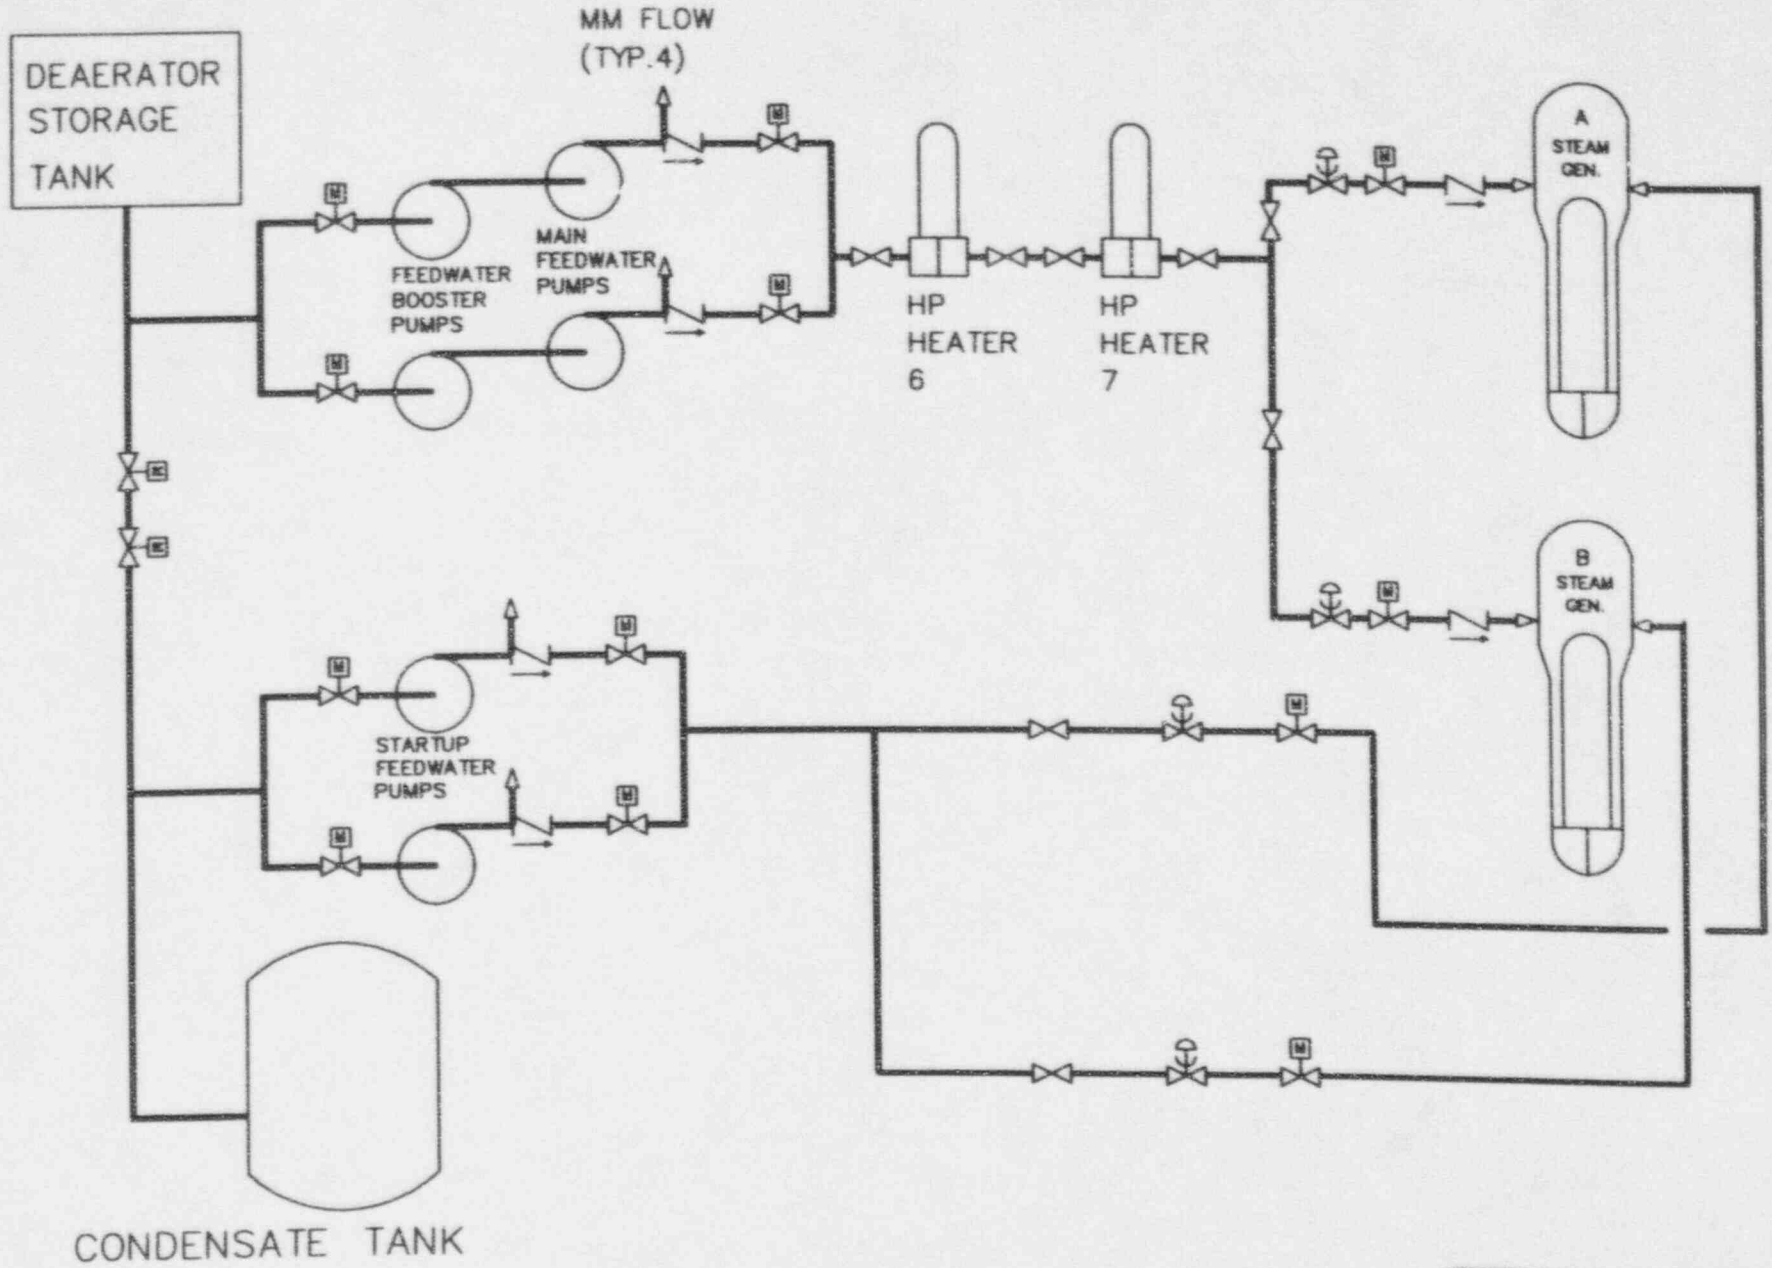 MM FLOW
(TYP.4)
DEAERATOR
STORAGE
TANK
M
M
A
STEAM
GEN.
M
M
MAIN
FEEDWATER
PUMPS
FEEDWATER
BOOSTER
PUMPS
M
HP
HEATER
6
HP
HEATER
7
M
B
STEAM
GEN.
M
M
M
M
STARTUP
FEEDWATER
PUMPS
M
M
M
CONDENSATE TANK